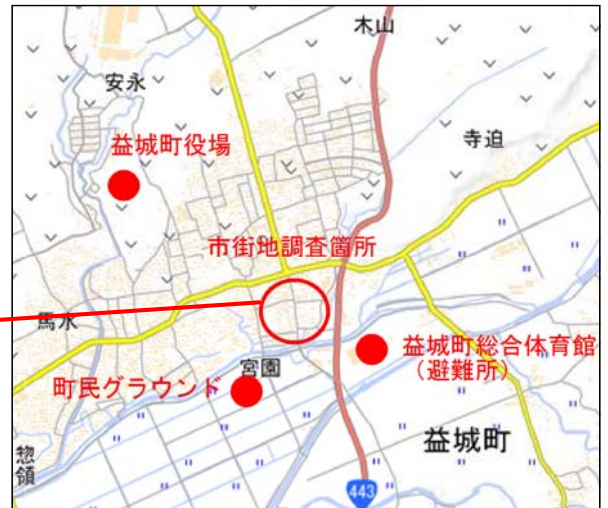 木山
安永
益城町役場
寺迫
市街地調査箇所
馬水
益城町総合体育館
（避難所）
宮園
町民グラウンド
益城町
惣領
443